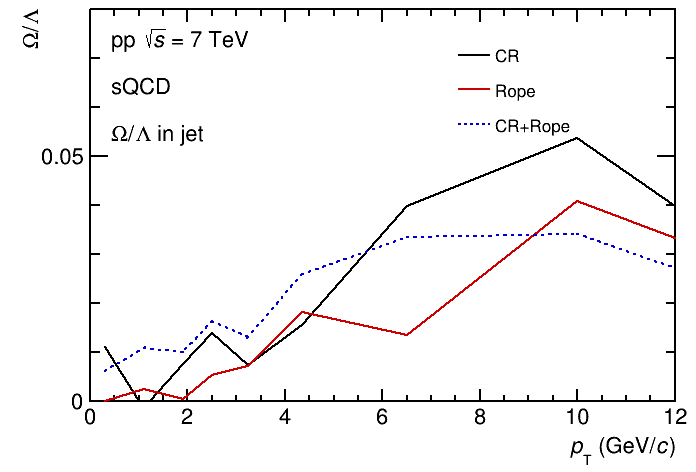 Ω/Λ
pp √s = 7 TeV
sQCD
Ω/Λ in jet
CR
Rope
CR+Rope
0.05
0
0 2 4 6 8 10 12
p_T (GeV/c)